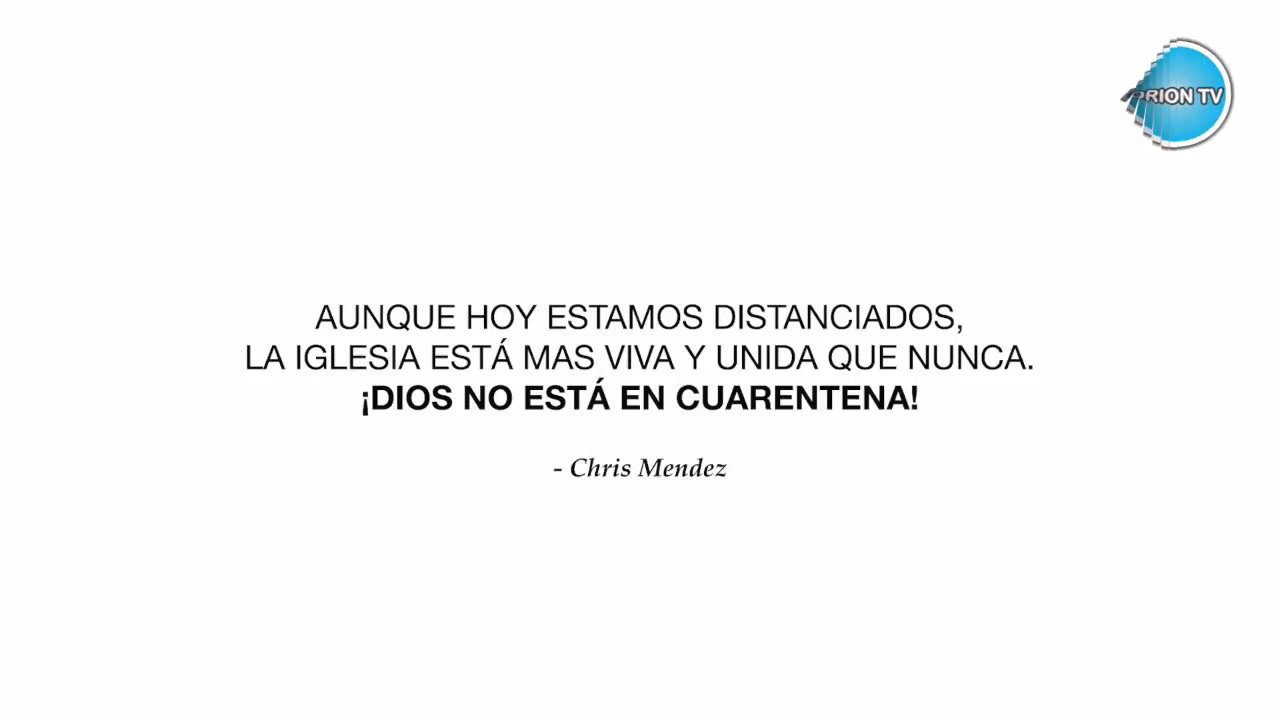 ORION TV
AUNQUE HOY ESTAMOS DISTANCIADOS,
LA IGLESIA ESTÁ MAS VIVA Y UNIDA QUE NUNCA.
¡DIOS NO ESTÁ EN CUARENTENA!
- Chris Mendez